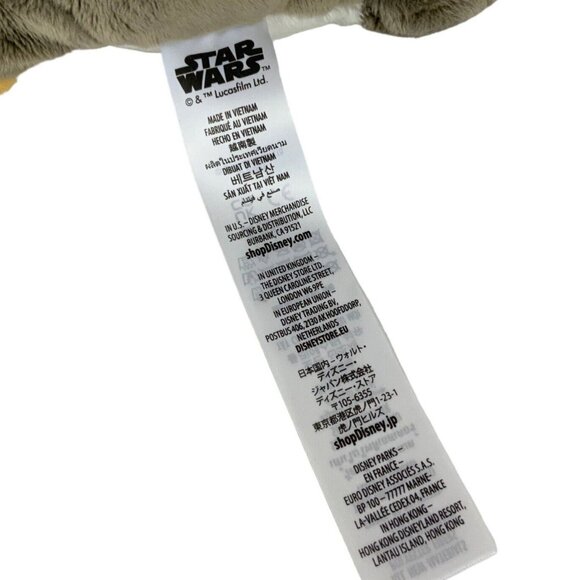 STAR
WARS™
© & ™ Lucasfilm Ltd.
MADE IN VIETNAM
FABRIQUÉ AU VIETNAM
HECHO EN VIETNAM
越南製
ผลิตในประเทศเวียดนาม
DIBUAT DI VIETNAM
베트남산
SẢN XUẤT TẠI VIỆT NAM
صنع في فيتنام
IN U.S. – DISNEY MERCHANDISE
SOURCING & DISTRIBUTION, LLC
BURBANK, CA 91521
shopDisney.com
IN UNITED KINGDOM –
THE DISNEY STORE LTD.
3 QUEEN CAROLINE STREET,
LONDON W6 9PE
IN EUROPEAN UNION –
DISNEY TRADING BV,
POSTBUS 406, 2130 AK HOOFDDORP,
NETHERLANDS
DISNEYSTORE.EU
日本国内 – ウォルト・
ディズニー・
ジャパン株式会社
ディズニー・ストア
〒105-6355
東京都港区虎ノ門1-23-1
虎ノ門ヒルズ
shopDisney.jp
DISNEY PARKS –
EN FRANCE –
EURO DISNEY ASSOCIÉS S.A.S.
BP 100 – 77777 MARNE-
LA-VALLÉE CEDEX 04, FRANCE
IN HONG KONG –
HONG KONG DISNEYLAND RESORT,
LANTAU ISLAND, HONG KONG